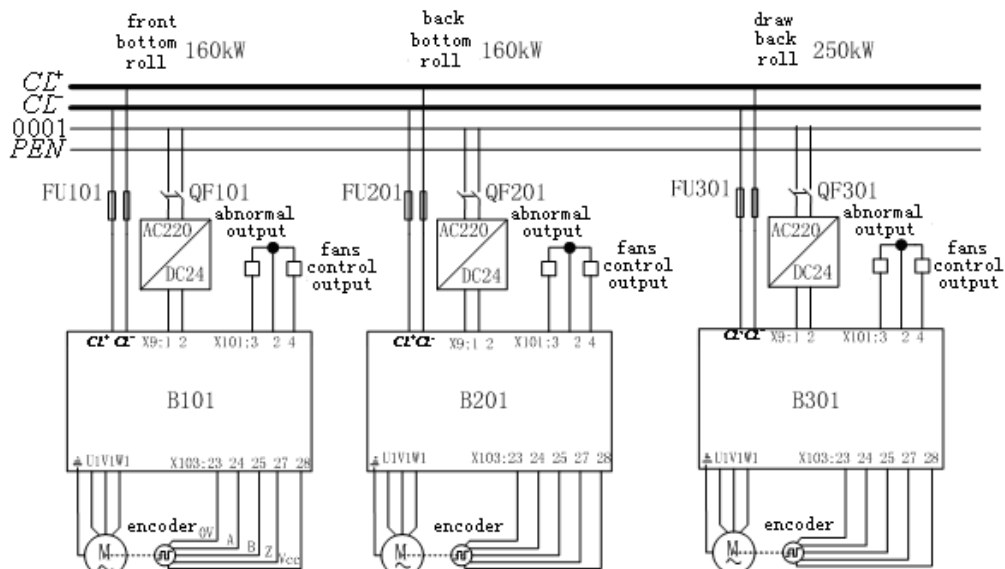 front
bottom
roll 160kW
back
bottom
roll 160kW
draw
back
roll 250kW
CL+
CL-
0001
PEN
FU101
QF101
abnormal
output
AC220
DC24
fans
control
output
FU201
QF201
abnormal
output
AC220
DC24
fans
control
output
FU301
QF301
abnormal
output
AC220
DC24
fans
control
output
CL+ CL- X9:1 2 X101:3 2 4
B101
U1V1W1 X103:23 24 25 27 28
CL+ CL- X9:1 2 X101:3 2 4
B201
U1V1W1 X103:23 24 25 27 28
X9:1 2 X101:3 2 4
B301
U1V1W1 X103:23 24 25 27 28
M
~
encoder
0V
A
B
Z
Vcc
M
~
encoder
M
~
encoder